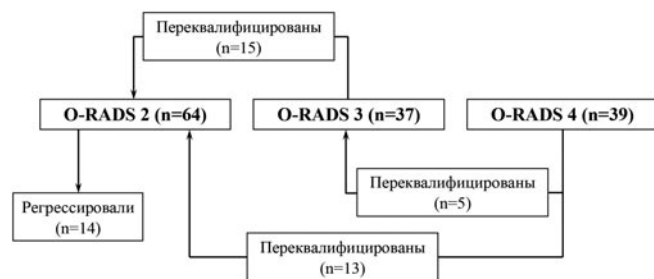 Переквалифицированы
(n=15)
O-RADS 2 (n=64)
O-RADS 3 (n=37)
O-RADS 4 (n=39)
Переквалифицированы
(n=5)
Регрессировали
(n=14)
Переквалифицированы
(n=13)